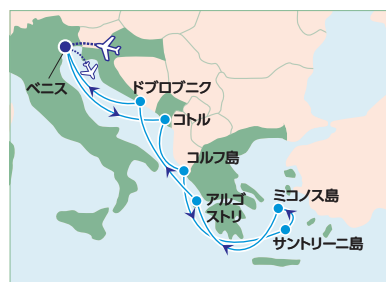 ベニス
ドブロブニク
コトル
コルフ島
アルゴ
ストリ
ミコノス島
サントリーニ島